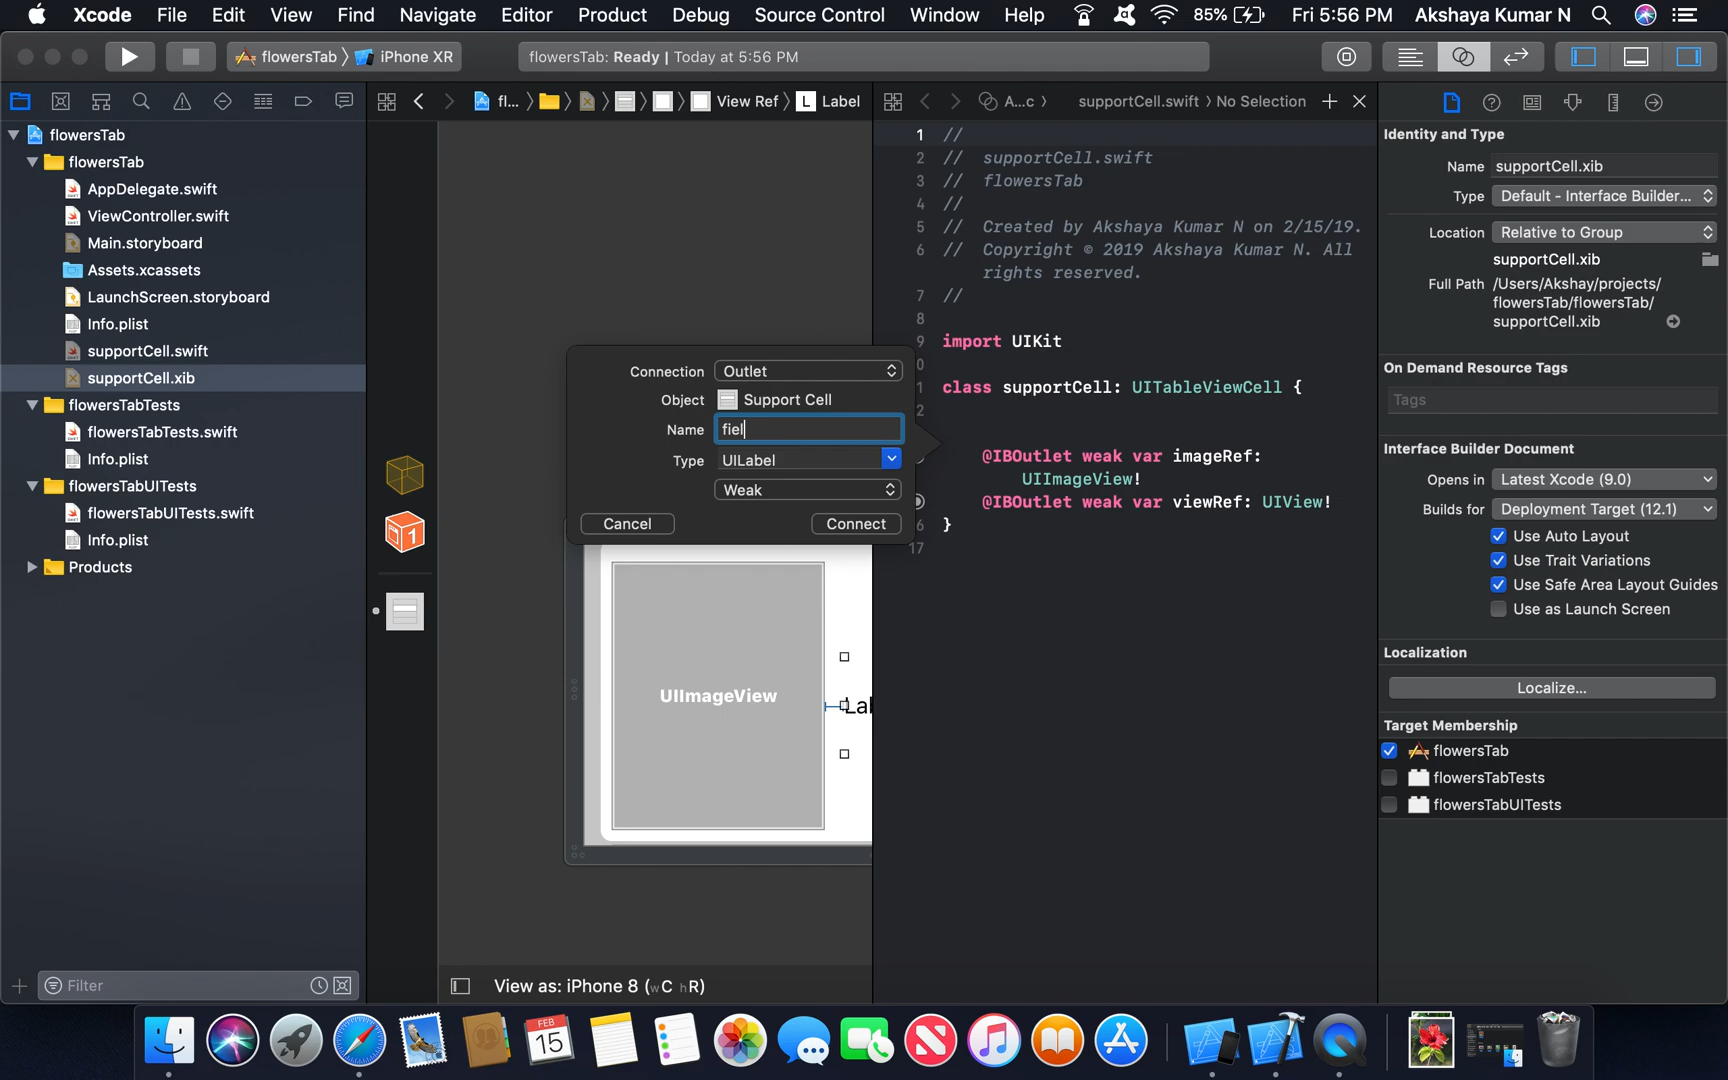 Xcode File Edit View Find Navigate Editor Product Debug Source Control Window Help 85% Fri 5:56 PM Akshaya Kumar N
flowersTab iPhone XR
flowersTab: Ready | Today at 5:56 PM
fl... View Ref L Label
A...c supportCell.swift No Selection
flowersTab
flowersTab
AppDelegate.swift
ViewController.swift
Main.storyboard
Assets.xcassets
LaunchScreen.storyboard
Info.plist
supportCell.swift
supportCell.xib
flowersTabTests
flowersTabTests.swift
Info.plist
flowersTabUITests
flowersTabUITests.swift
Info.plist
Products
Filter
Connection Outlet
Object Support Cell
Name fiel
Type UILabel
Weak
Cancel Connect
1
UIImageView
Lab
View as: iPhone 8 (wC hR)
1 //
2 // supportCell.swift
3 // flowersTab
4 //
5 // Created by Akshaya Kumar N on 2/15/19.
6 // Copyright © 2019 Akshaya Kumar N. All
rights reserved.
7 //
8
9 import UIKit
0
1 class supportCell: UITableViewCell {
2
@IBOutlet weak var imageRef:
UIImageView!
@IBOutlet weak var viewRef: UIView!
6 }
17
Identity and Type
Name supportCell.xib
Type Default - Interface Builder...
Location Relative to Group
supportCell.xib
Full Path /Users/Akshay/projects/
flowersTab/flowersTab/
supportCell.xib
On Demand Resource Tags
Tags
Interface Builder Document
Opens in Latest Xcode (9.0)
Builds for Deployment Target (12.1)
Use Auto Layout
Use Trait Variations
Use Safe Area Layout Guides
Use as Launch Screen
Localization
Localize...
Target Membership
flowersTab
flowersTabTests
flowersTabUITests
FEB
15